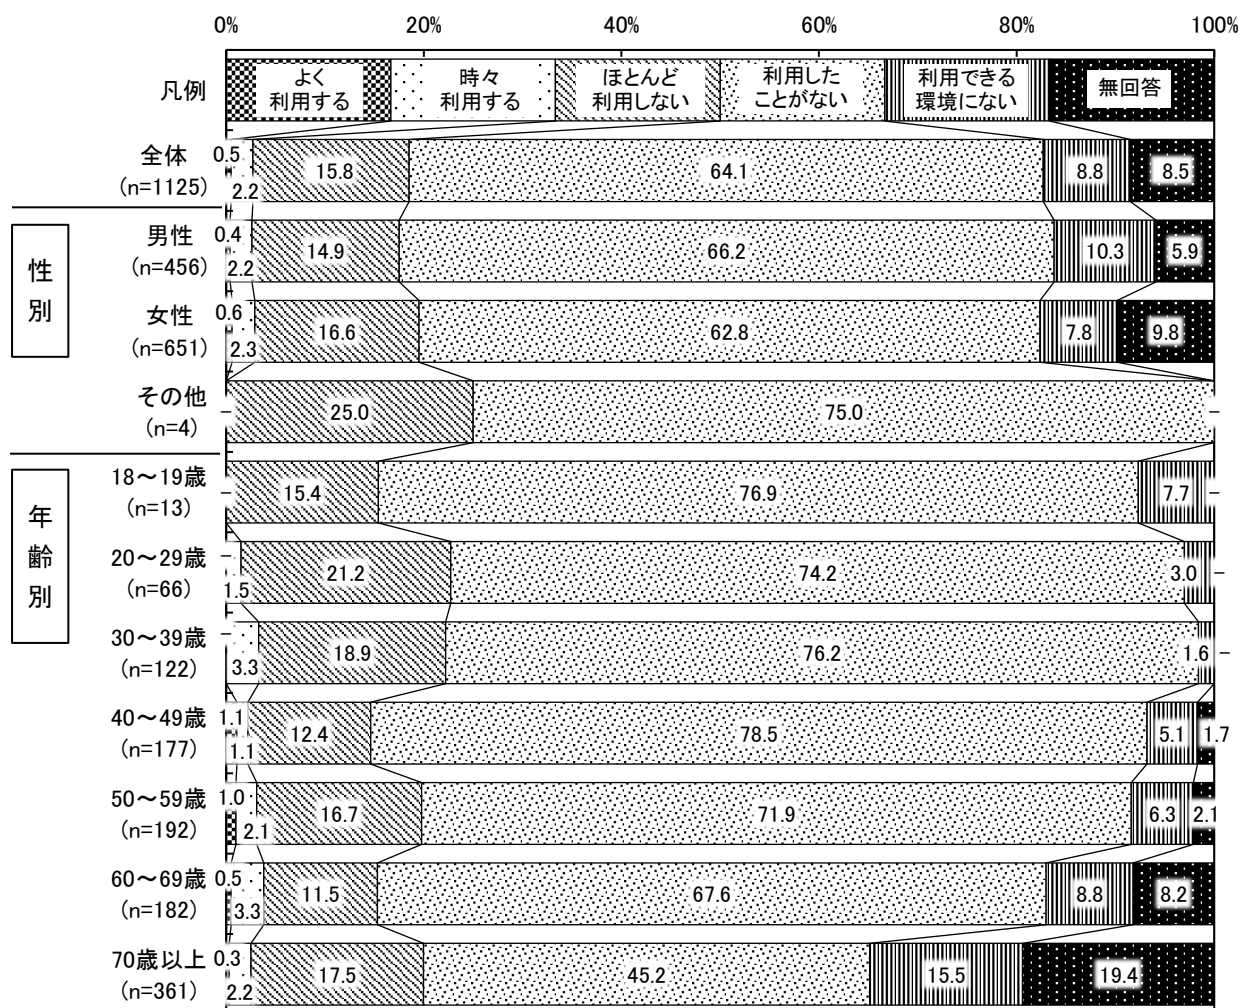 0% 20% 40% 60% 80% 100%
凡例
よく
利用する
時々
利用する
ほとんど
利用しない
利用した
ことがない
利用できる
環境にない
無回答
全体
(n=1125)
0.5 2.2 15.8 64.1 8.8 8.5
性別
男性
(n=456)
0.4 2.2 14.9 66.2 10.3 5.9
女性
(n=651)
0.6 2.3 16.6 62.8 7.8 9.8
その他
(n=4)
25.0 75.0
年齢別
18～19歳
(n=13)
15.4 76.9 7.7
20～29歳
(n=66)
1.5 21.2 74.2 3.0
30～39歳
(n=122)
3.3 18.9 76.2 1.6
40～49歳
(n=177)
1.1 1.1 12.4 78.5 5.1 1.7
50～59歳
(n=192)
1.0 2.1 16.7 71.9 6.3 2.1
60～69歳
(n=182)
0.5 3.3 11.5 67.6 8.8 8.2
70歳以上
(n=361)
0.3 2.2 17.5 45.2 15.5 19.4